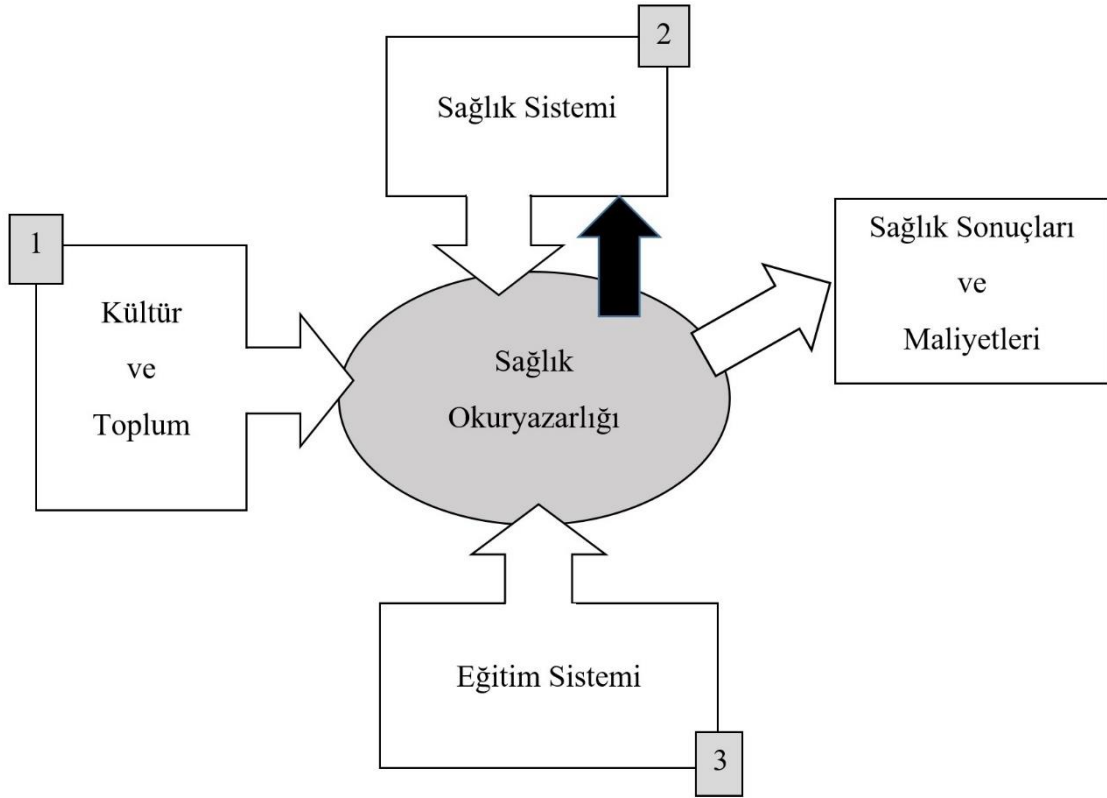 2
Sağlık Sistemi
1
Kültür
ve
Toplum
Sağlık
Okuryazarlığı
Sağlık Sonuçları
ve
Maliyetleri
Eğitim Sistemi
3